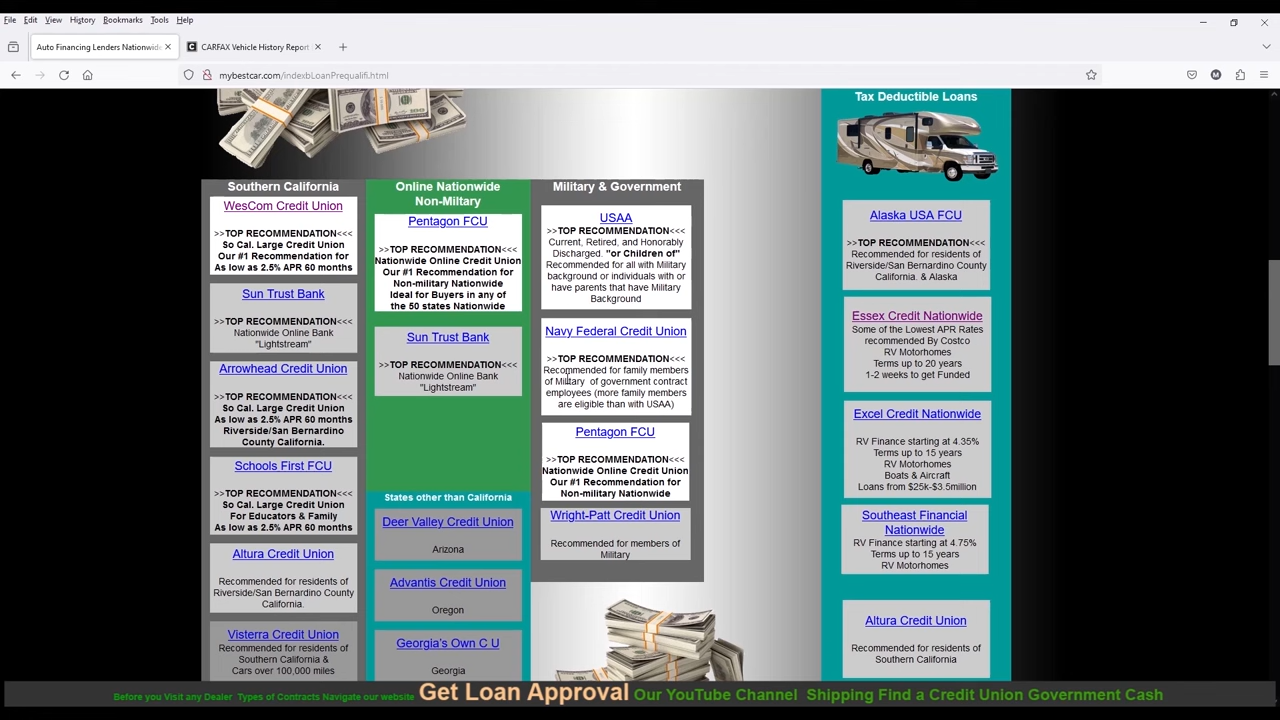 File Edit View History Bookmarks Tools Help
Auto Financing Lenders Nationwide
CARFAX Vehicle History Report
mybestcar.com/indexbLoanPrequalifi.html
Southern California
WesCom Credit Union
>>TOP RECOMMENDATION<<<
So Cal. Large Credit Union
Our #1 Recommendation for
As low as 2.5% APR 60 months
Sun Trust Bank
>>TOP RECOMMENDATION<<<
Nationwide Online Bank
"Lightstream"
Arrowhead Credit Union
>>TOP RECOMMENDATION<<<
So Cal. Large Credit Union
As low as 2.5% APR 60 months
Riverside/San Bernardino
County California.
Schools First FCU
>>TOP RECOMMENDATION<<<
So Cal. Large Credit Union
For Educators & Family
As low as 2.5% APR 60 months
Altura Credit Union
Recommended for residents of
Riverside/San Bernardino County
California.
Visterra Credit Union
Recommended for residents of
Southern California &
Cars over 100,000 miles
Online Nationwide
Non-Miltary
Pentagon FCU
>>TOP RECOMMENDATION<<<
Nationwide Online Credit Union
Our #1 Recommendation for
Non-military Nationwide
Ideal for Buyers in any of
the 50 states Nationwide
Sun Trust Bank
>>TOP RECOMMENDATION<<<
Nationwide Online Bank
"Lightstream"
States other than California
Deer Valley Credit Union
Arizona
Advantis Credit Union
Oregon
Georgia's Own C U
Georgia
Military & Government
USAA
>>TOP RECOMMENDATION<<<
Current, Retired, and Honorably
Discharged. "or Children of"
Recommended for all with Military
background or individuals with or
have parents that have Military
Background
Navy Federal Credit Union
>>TOP RECOMMENDATION<<<
Recommended for family members
of Military of government contract
employees (more family members
are eligible than with USAA)
Pentagon FCU
>>TOP RECOMMENDATION<<<
Nationwide Online Credit Union
Our #1 Recommendation for
Non-military Nationwide
Wright-Patt Credit Union
Recommended for members of
Military
Tax Deductible Loans
Alaska USA FCU
>>TOP RECOMMENDATION<<<
Recommended for residents of
Riverside/San Bernardino County
California. & Alaska
Essex Credit Nationwide
Some of the Lowest APR Rates
recommended By Costco
RV Motorhomes
Terms up to 20 years
1-2 weeks to get Funded
Excel Credit Nationwide
RV Finance starting at 4.35%
Terms up to 15 years
RV Motorhomes
Boats & Aircraft
Loans from $25k-$3.5million
Southeast Financial
Nationwide
RV Finance starting at 4.75%
Terms up to 15 years
RV Motorhomes
Altura Credit Union
Recommended for residents of
Southern California
Before you Visit any Dealer Types of Contracts Navigate our website Get Loan Approval Our YouTube Channel Shipping Find a Credit Union Government Cash